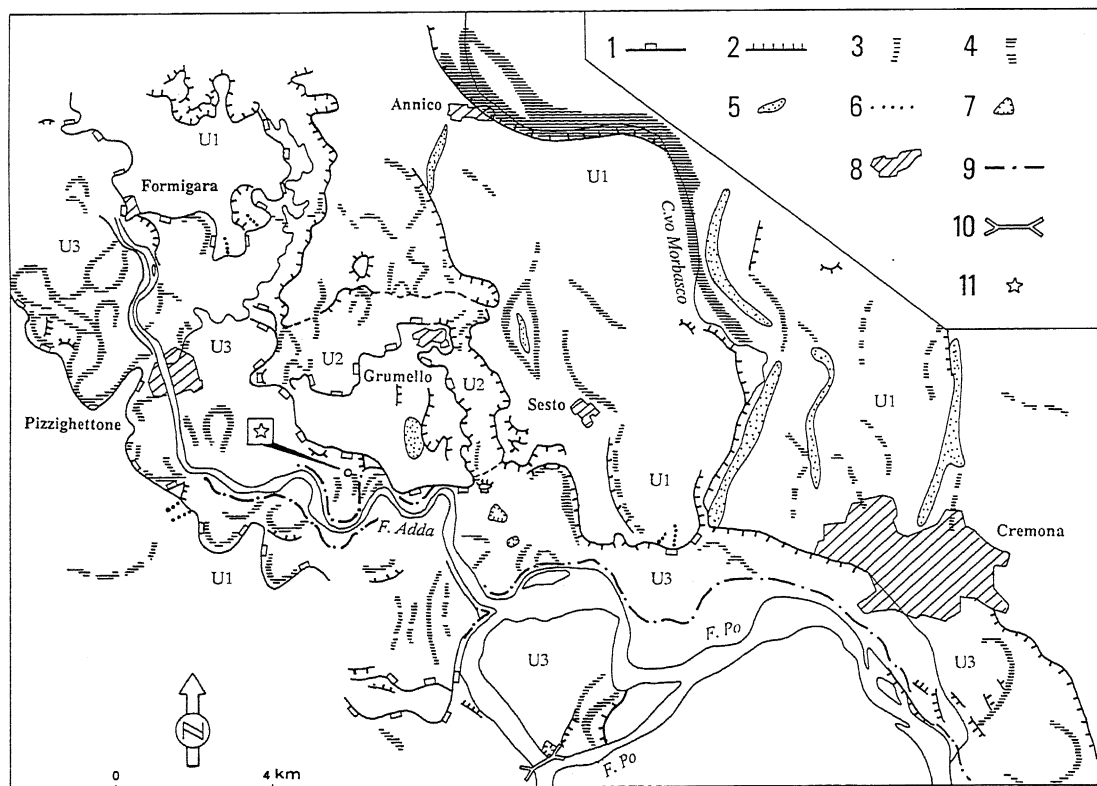 1
2
3
4
5
6
7
8
9
10
11
Annico
U1
U1
Formigara
C.vo Morbasco
U3
U3
U2
Grumello
U2
Sesto
U1
Pizzighettone
U1
Cremona
F. Adda
U1
U3
F. Po
U3
U3
N
F. Po
0 4 km